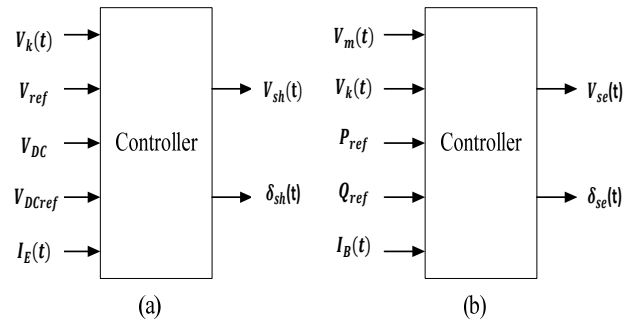 V_k(t)
V_ref
V_DC
V_DCref
I_E(t)
Controller
V_sh(t)
δ_sh(t)
(a)
V_m(t)
V_k(t)
P_ref
Q_ref
I_B(t)
Controller
V_se(t)
δ_se(t)
(b)